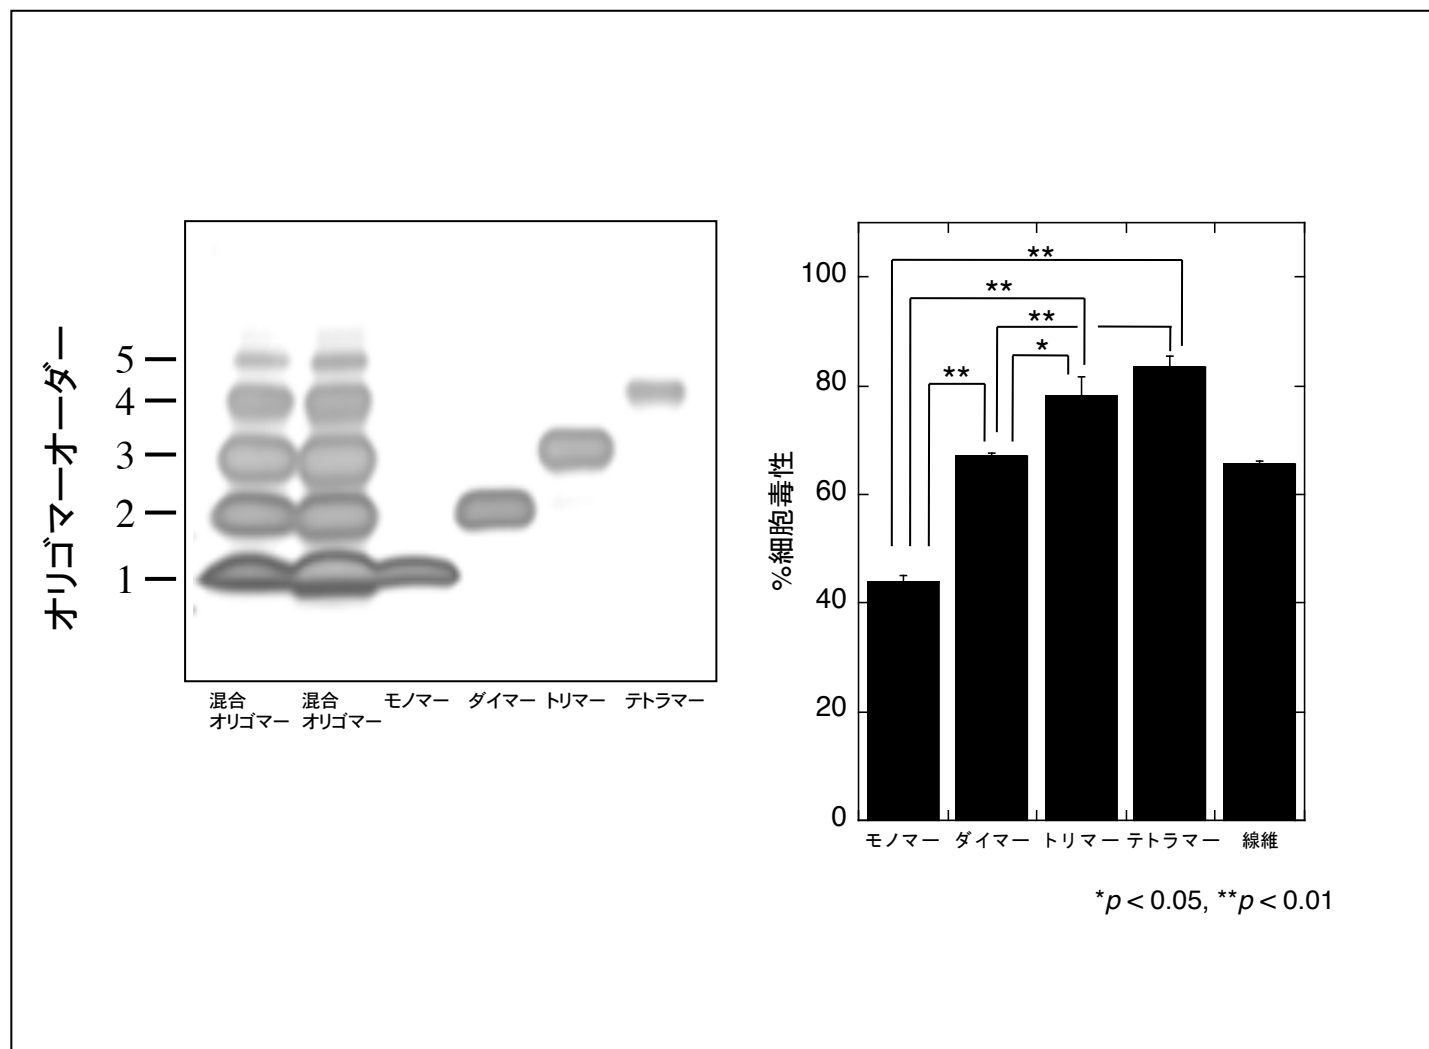 オリゴマーオーダー
5
4
3
2
1
混合
オリゴマー
混合
オリゴマー
モノマー
ダイマー
トリマー
テトラマー
%細胞毒性
100
80
60
40
20
0
**
**
**
*
**
モノマー
ダイマー
トリマー
テトラマー
線維
*p < 0.05, **p < 0.01